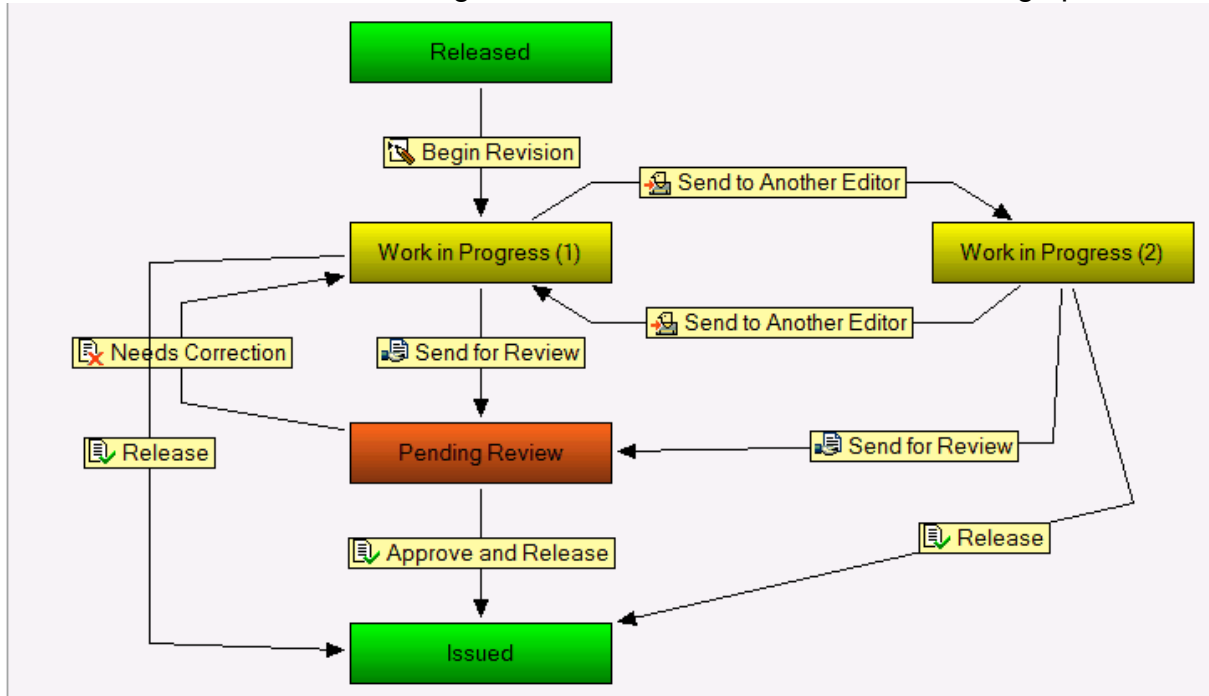 Released
Begin Revision
Send to Another Editor
Work in Progress (1)
Work in Progress (2)
Send to Another Editor
Needs Correction
Send for Review
Release
Pending Review
Send for Review
Approve and Release
Release
Issued